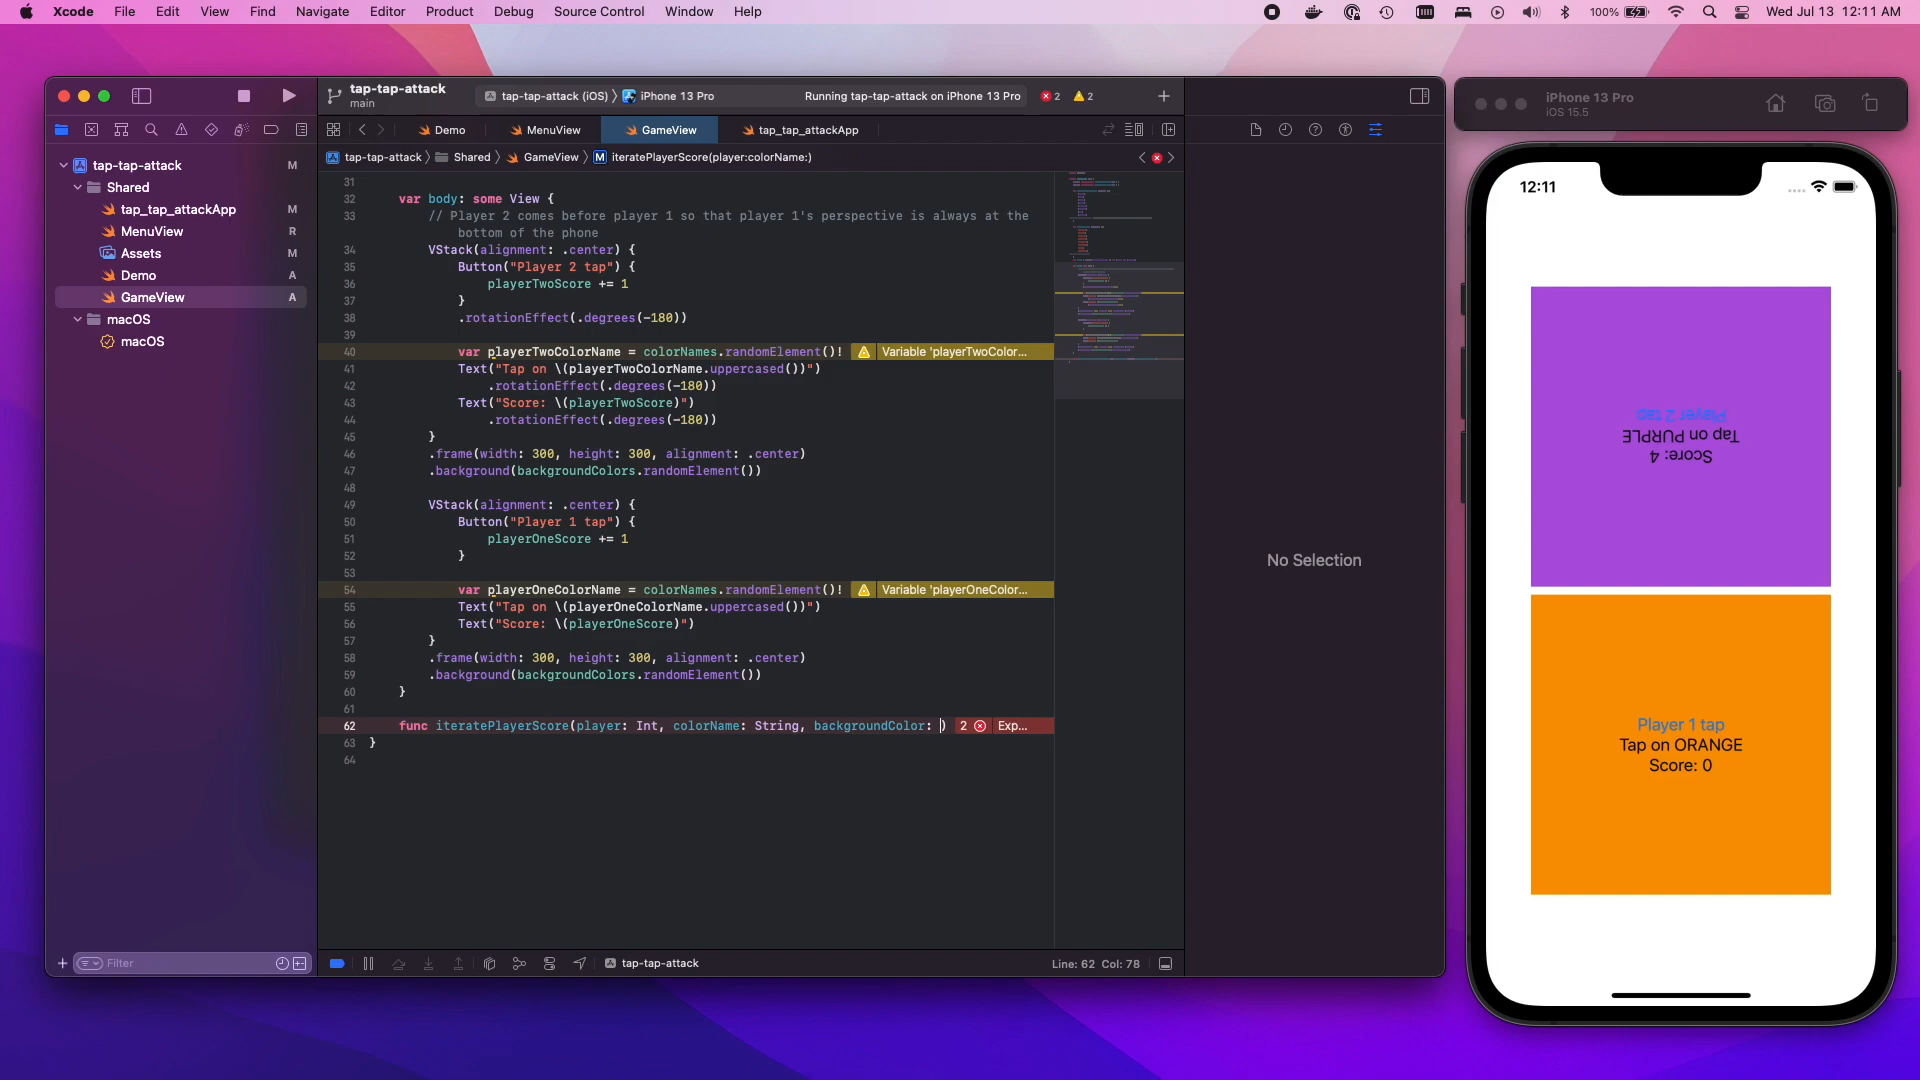 Xcode File Edit View Find Navigate Editor Product Debug Source Control Window Help
100% Wed Jul 13 12:11 AM
tap-tap-attack
main
tap-tap-attack (iOS) iPhone 13 Pro
Running tap-tap-attack on iPhone 13 Pro
2 2
Demo MenuView GameView tap_tap_attackApp
tap-tap-attack Shared GameView M iteratePlayerScore(player:colorName:)
tap-tap-attack M
Shared
tap_tap_attackApp M
MenuView R
Assets M
Demo A
GameView A
macOS
macOS
31
32 var body: some View {
33 // Player 2 comes before player 1 so that player 1's perspective is always at the
bottom of the phone
34 VStack(alignment: .center) {
35 Button("Player 2 tap") {
36 playerTwoScore += 1
37 }
38 .rotationEffect(.degrees(-180))
39
40 var playerTwoColorName = colorNames.randomElement()! Variable 'playerTwoColor...
41 Text("Tap on \(playerTwoColorName.uppercased())")
42 .rotationEffect(.degrees(-180))
43 Text("Score: \(playerTwoScore)")
44 .rotationEffect(.degrees(-180))
45 }
46 .frame(width: 300, height: 300, alignment: .center)
47 .background(backgroundColors.randomElement())
48
49 VStack(alignment: .center) {
50 Button("Player 1 tap") {
51 playerOneScore += 1
52 }
53
54 var playerOneColorName = colorNames.randomElement()! Variable 'playerOneColor...
55 Text("Tap on \(playerOneColorName.uppercased())")
56 Text("Score: \(playerOneScore)")
57 }
58 .frame(width: 300, height: 300, alignment: .center)
59 .background(backgroundColors.randomElement())
60 }
61
62 func iteratePlayerScore(player: Int, colorName: String, backgroundColor: ) 2 Exp...
63 }
64
No Selection
Filter
tap-tap-attack
Line: 62 Col: 78
iPhone 13 Pro
iOS 15.5
12:11
Player 2 tap
Tap on PURPLE
Score: 4
Player 1 tap
Tap on ORANGE
Score: 0